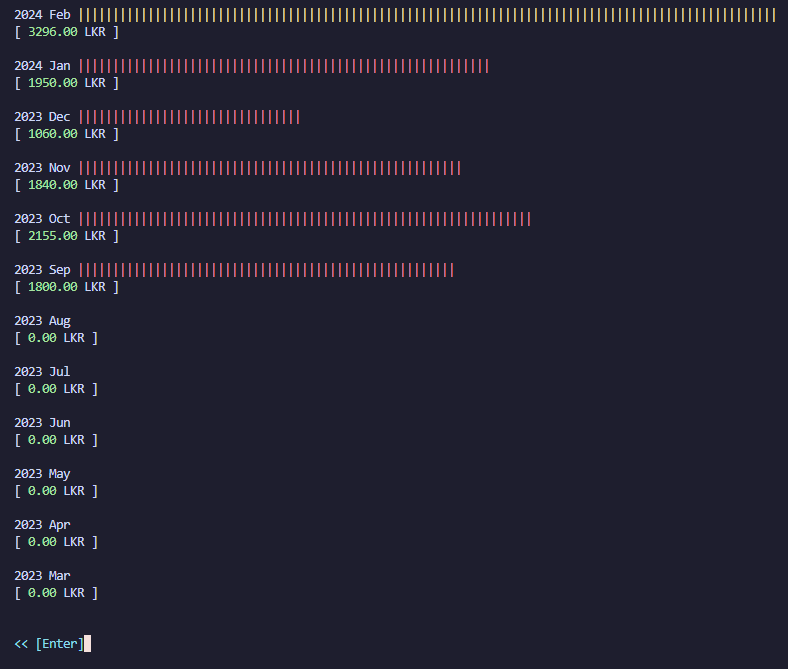 2024 Feb
[ 3296.00 LKR ]
2024 Jan
[ 1950.00 LKR ]
2023 Dec
[ 1060.00 LKR ]
2023 Nov
[ 1840.00 LKR ]
2023 Oct
[ 2155.00 LKR ]
2023 Sep
[ 1800.00 LKR ]
2023 Aug
[ 0.00 LKR ]
2023 Jul
[ 0.00 LKR ]
2023 Jun
[ 0.00 LKR ]
2023 May
[ 0.00 LKR ]
2023 Apr
[ 0.00 LKR ]
2023 Mar
[ 0.00 LKR ]
<< [Enter]